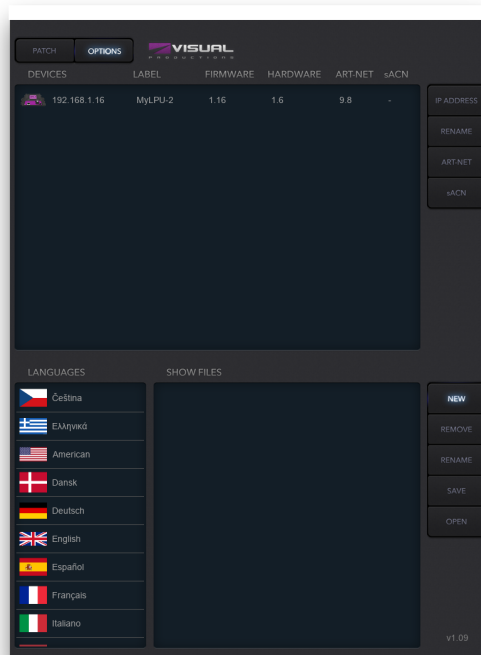 PATCH OPTIONS VISUAL
PRODUCTIONS
DEVICES LABEL FIRMWARE HARDWARE ART-NET sACN
192.168.1.16 MyLPU-2 1.16 1.6 9.8 -
IP ADDRESS
RENAME
ART-NET
sACN
LANGUAGES SHOW FILES
Čeština
Ελληνικά
American
Dansk
Deutsch
English
Español
Français
Italiano
NEW
REMOVE
RENAME
SAVE
OPEN
v1.09